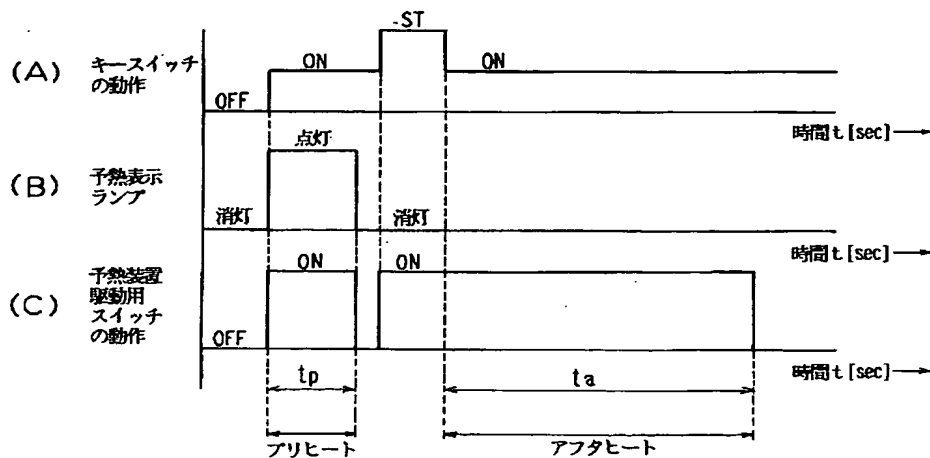 -ST
(A)
キースイッチ
の動作
ON
ON
OFF
時間t [sec]
点灯
(B)
予熱表示
ランプ
消灯
消灯
時間t [sec]
(C)
予熱装置
駆動用
スイッチ
の動作
ON
ON
OFF
時間t [sec]
tp
ta
プリヒート
アフタヒート